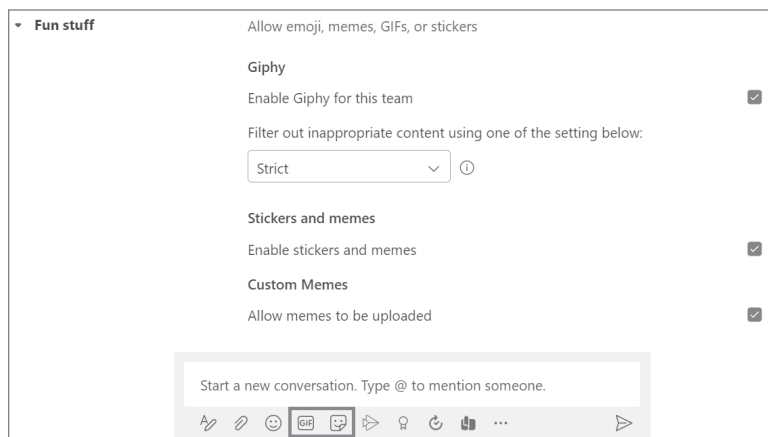 Fun stuff
Allow emoji, memes, GIFs, or stickers
Giphy
Enable Giphy for this team
Filter out inappropriate content using one of the setting below:
Strict
Stickers and memes
Enable stickers and memes
Custom Memes
Allow memes to be uploaded
Start a new conversation. Type @ to mention someone.
GIF